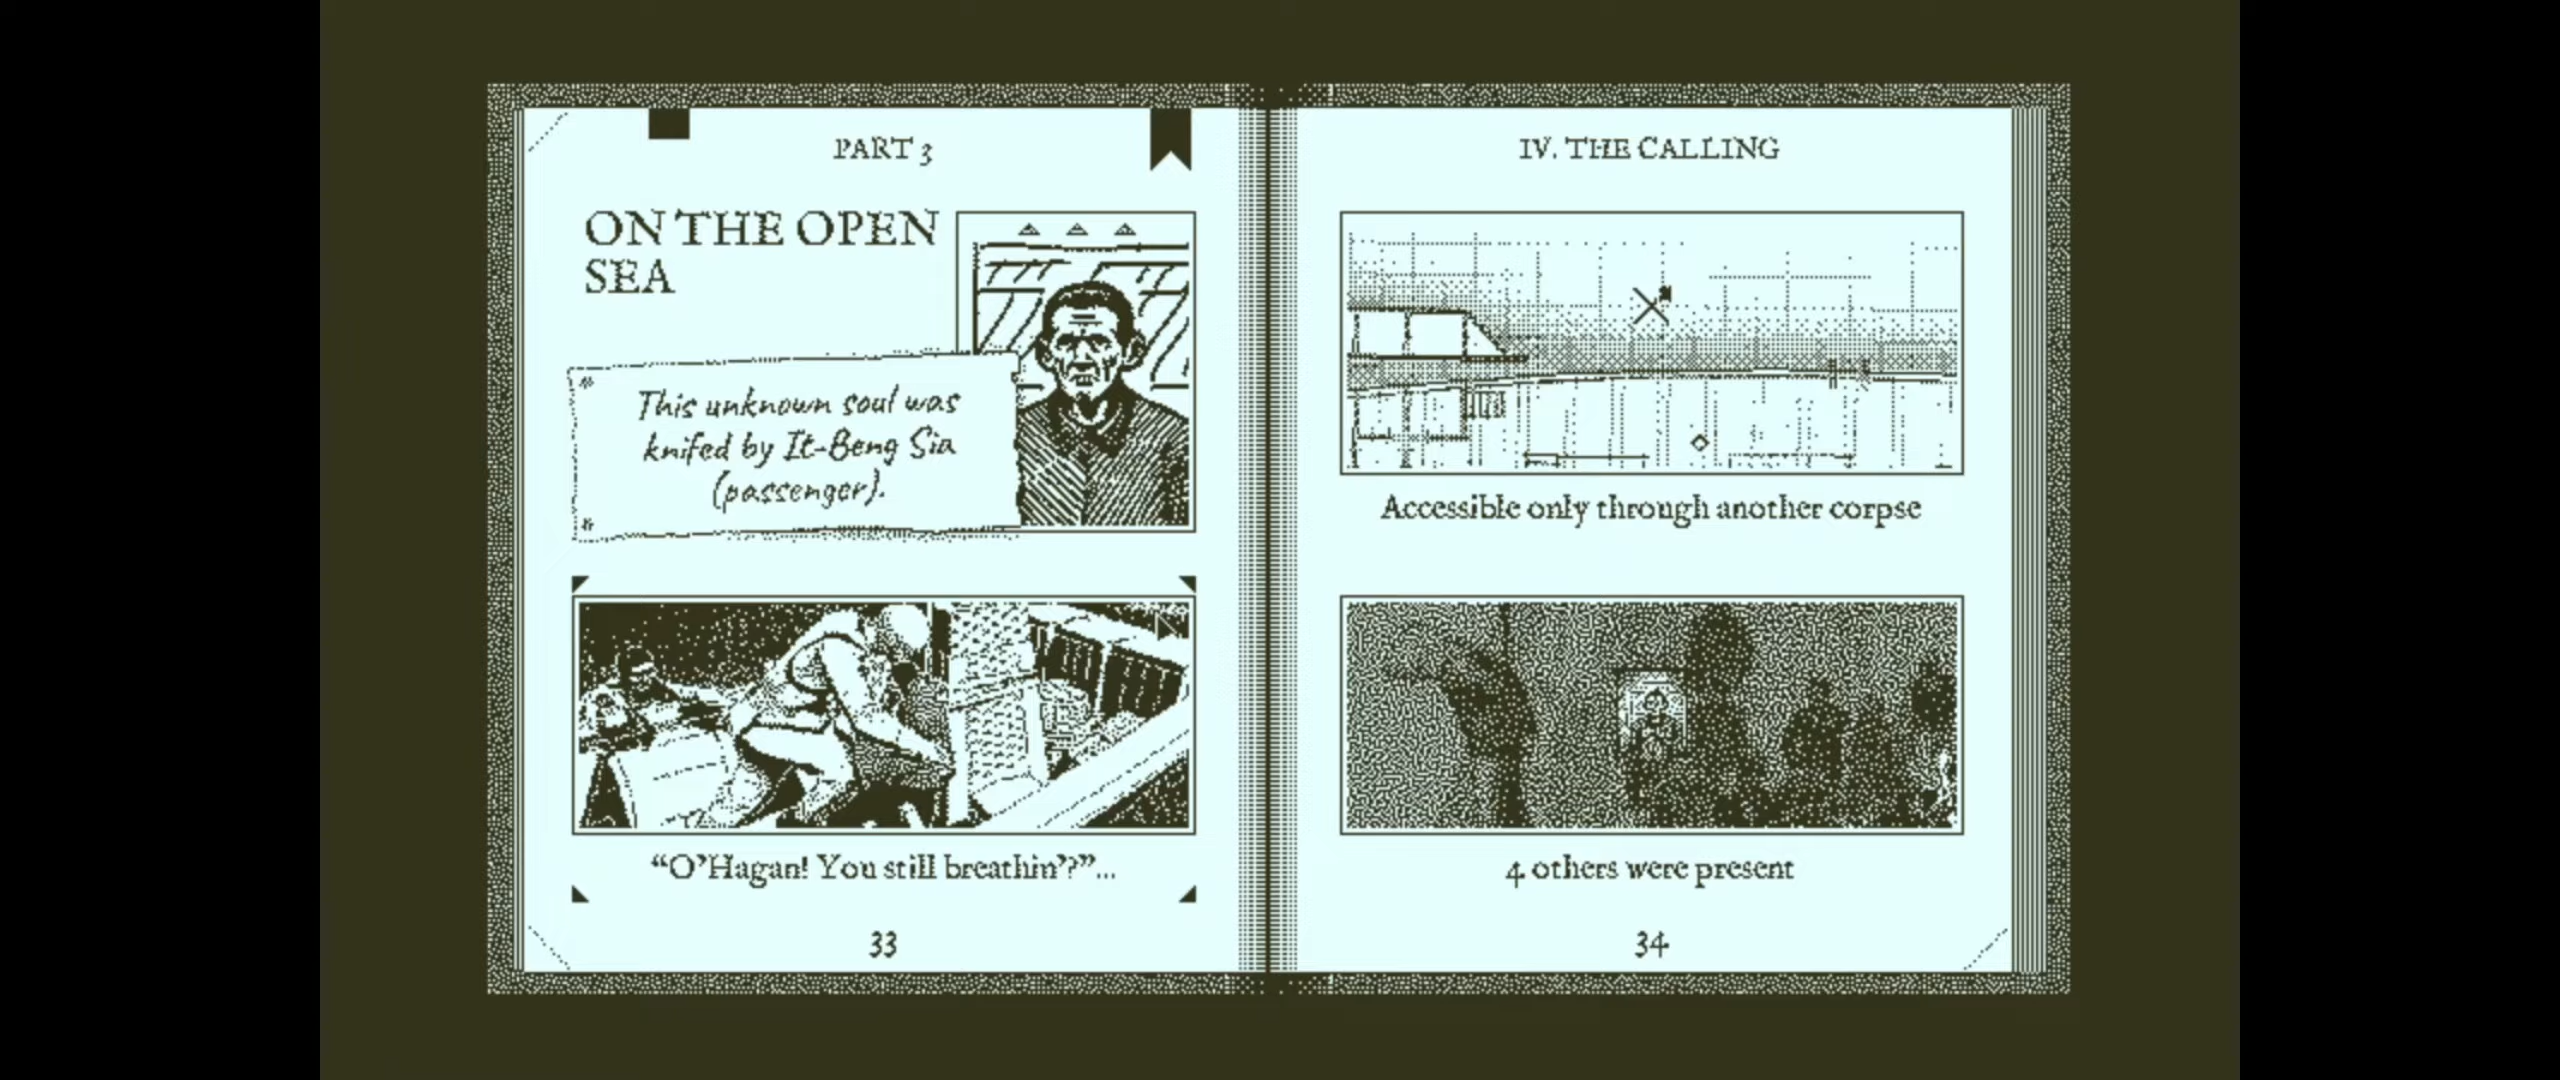 PART 3
ON THE OPEN
SEA
This unknown soul was
knifed by It-Beng Sia
(passenger).
“O’Hagan! You still breathin’?”...
33
IV. THE CALLING
Accessible only through another corpse
4 others were present
34